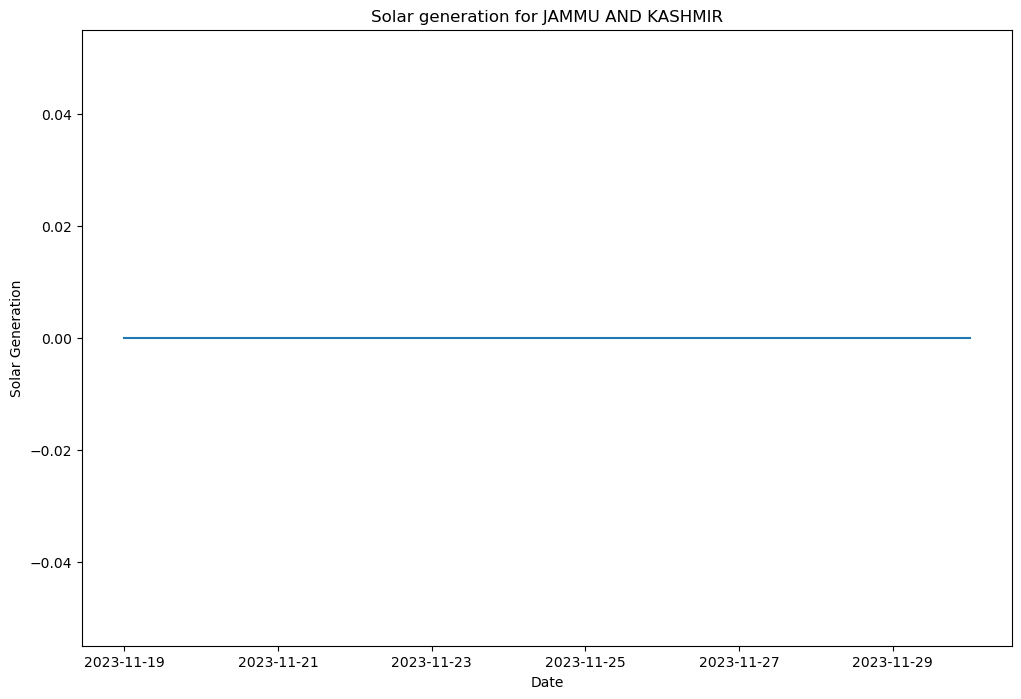 Solar generation for JAMMU AND KASHMIR
Solar Generation
0.04
0.02
0.00
−0.02
−0.04
2023-11-19 2023-11-21 2023-11-23 2023-11-25 2023-11-27 2023-11-29
Date